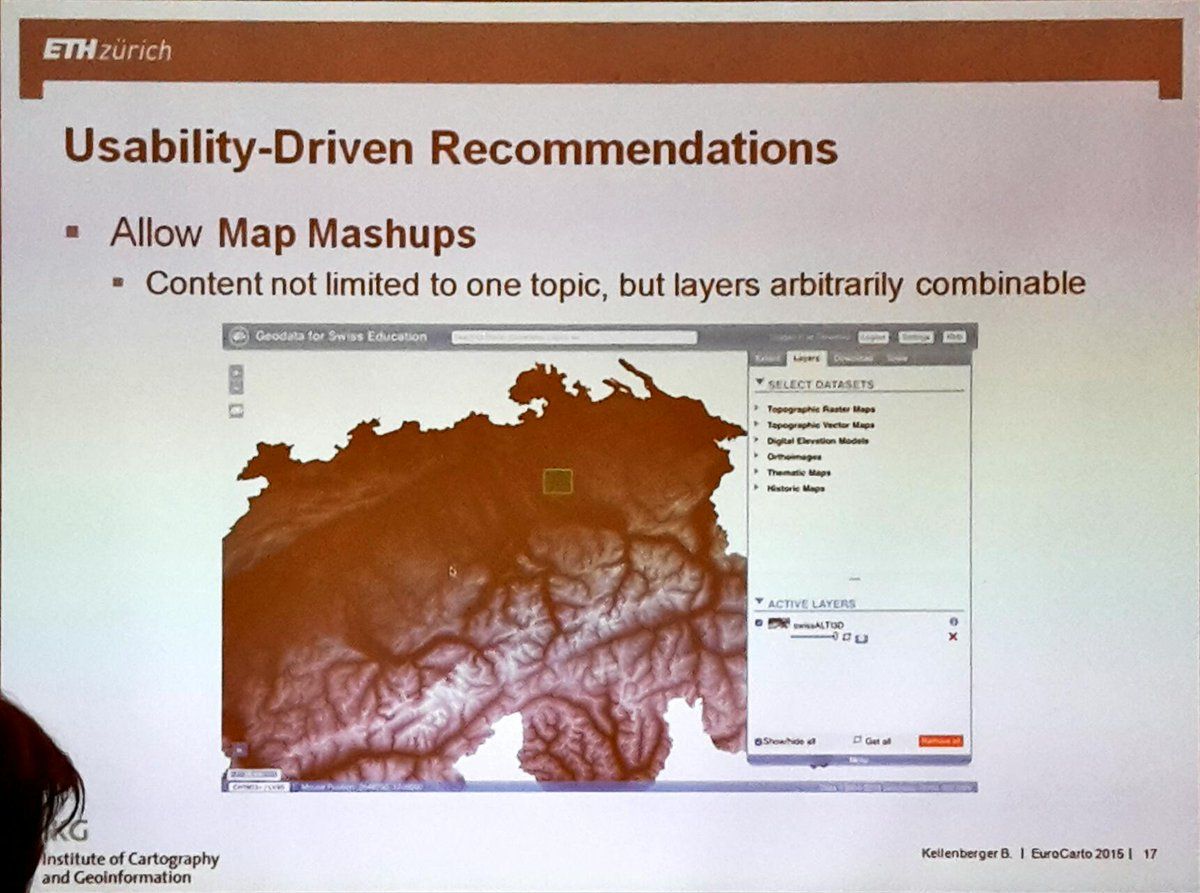 ETH zürich
Usability-Driven Recommendations
Allow Map Mashups
Content not limited to one topic, but layers arbitrarily combinable
Geodata for Swiss Education
Logout Settings Help
Extent Layers Download
SELECT DATASETS
Topographic Raster Maps
Topographic Vector Maps
Digital Elevation Models
Orthoimages
Thematic Maps
Historic Maps
ACTIVE LAYERS
swissALTI3D
Show/hide all Get all Remove all
Menu
Mouse Position:
IKG
Institute of Cartography
and Geoinformation
Kellenberger B. | EuroCarto 2015 | 17